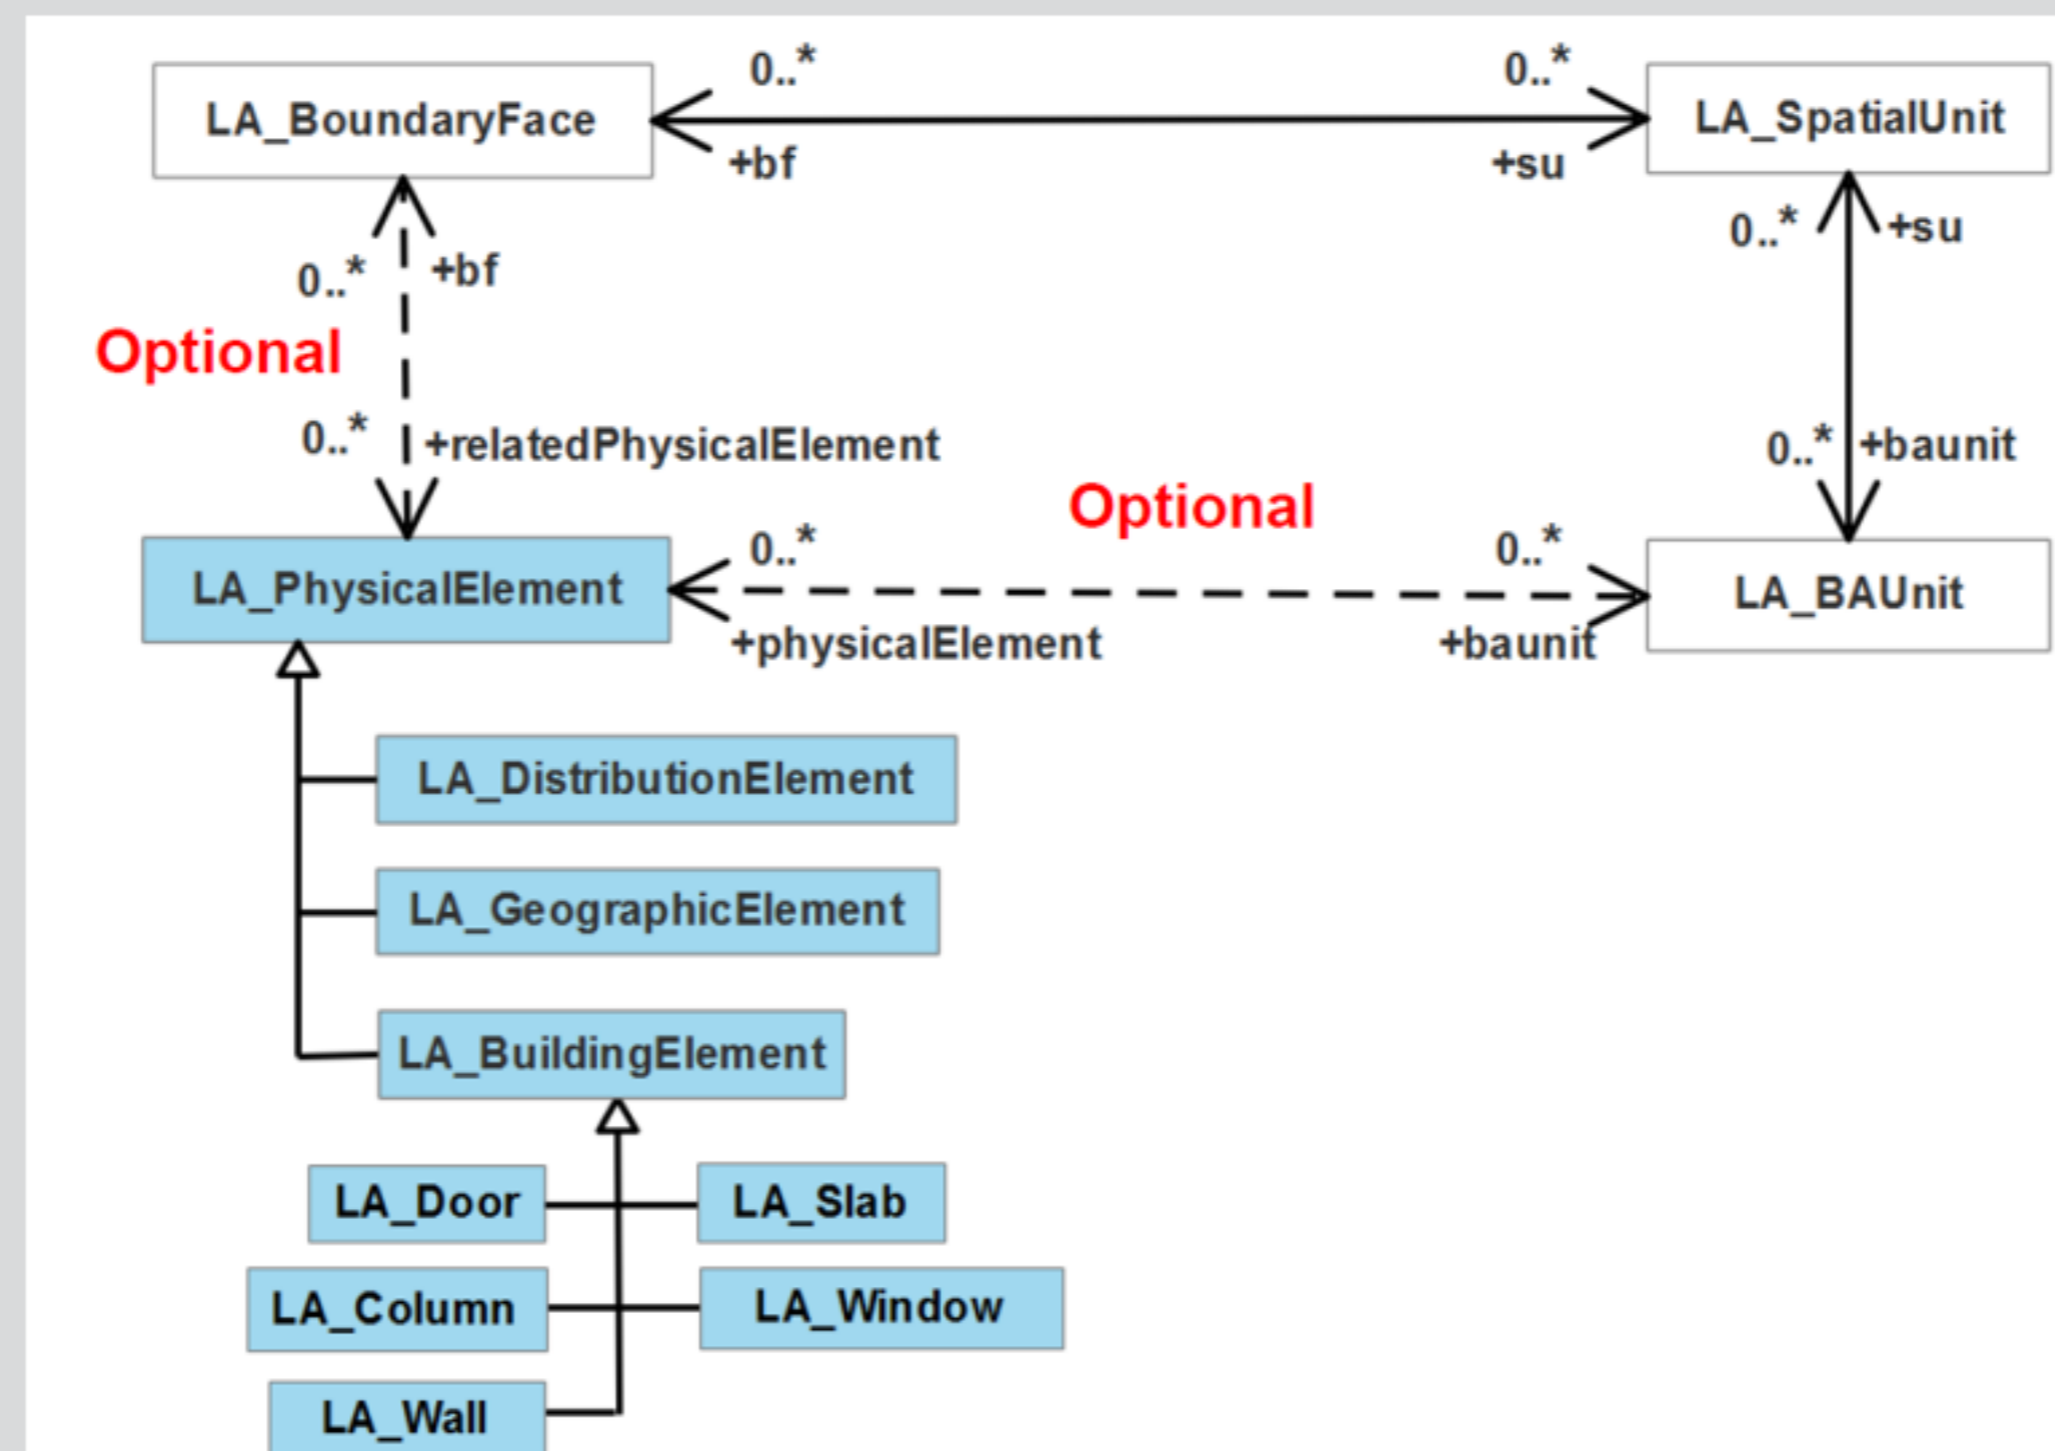 0..* 0..*
LA_BoundaryFace LA_SpatialUnit
+bf +su
0..* +su
0..* +bf
Optional
0..* +relatedPhysicalElement 0..* +baunit
Optional
0..* 0..*
LA_PhysicalElement LA_BAUnit
+physicalElement +baunit
LA_DistributionElement
LA_GeographicElement
LA_BuildingElement
LA_Door LA_Slab
LA_Column LA_Window
LA_Wall